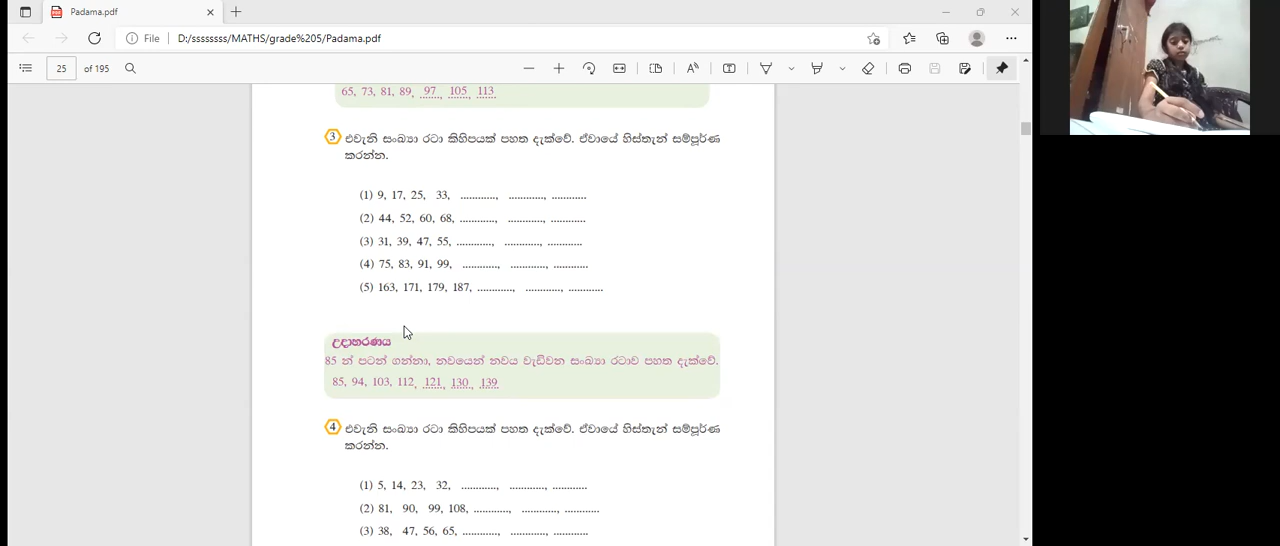 Padama.pdf
File D:/ssssssss/MATHS/grade%205/Padama.pdf
25 of 195
65, 73, 81, 89, 97 105 113
3 එවැනි සංඛ්‍යා රටා කිහිපයක් පහත දැක්වේ. ඒවායේ හිස්තැන් සම්පූර්ණ
කරන්න.
(1) 9, 17, 25, 33, ............, ............, ............
(2) 44, 52, 60, 68, ............, ............, ............
(3) 31, 39, 47, 55, ............, ............, ............
(4) 75, 83, 91, 99, ............, ............, ............
(5) 163, 171, 179, 187, ............, ............, ............
උදාහරණය
85 න් පටන් ගන්නා, නවයෙන් නවය වැඩිවන සංඛ්‍යා රටාව පහත දැක්වේ.
85, 94, 103, 112, 121, 130, 139
4 එවැනි සංඛ්‍යා රටා කිහිපයක් පහත දැක්වේ. ඒවායේ හිස්තැන් සම්පූර්ණ
කරන්න.
(1) 5, 14, 23, 32, ............, ............, ............
(2) 81, 90, 99, 108, ............, ............, ............
(3) 38, 47, 56, 65, ............, ............, ............